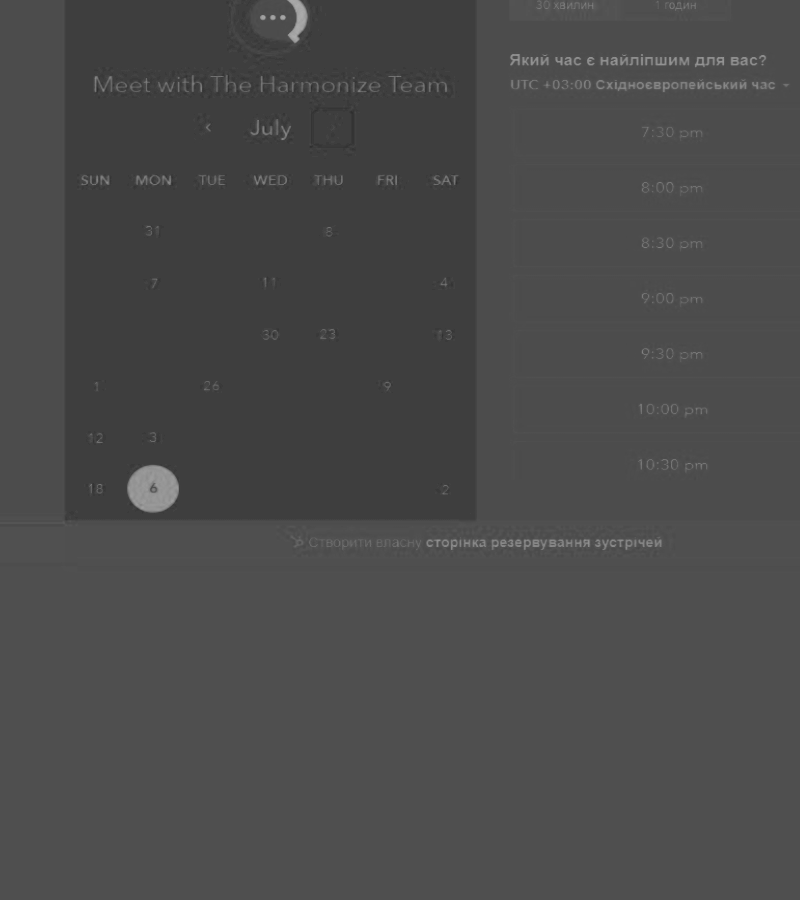 Meet with The Harmonize Team
‹ July
SUN MON TUE WED THU FRI SAT
31 8
7 11 4
30 23 13
1 26 9
12 3
18 6 2
30 хвилин 1 годин
Який час є найліпшим для вас?
UTC +03:00 Східноєвропейський час
7:30 pm
8:00 pm
8:30 pm
9:00 pm
9:30 pm
10:00 pm
10:30 pm
Створити власну сторінка резервування зустрічей